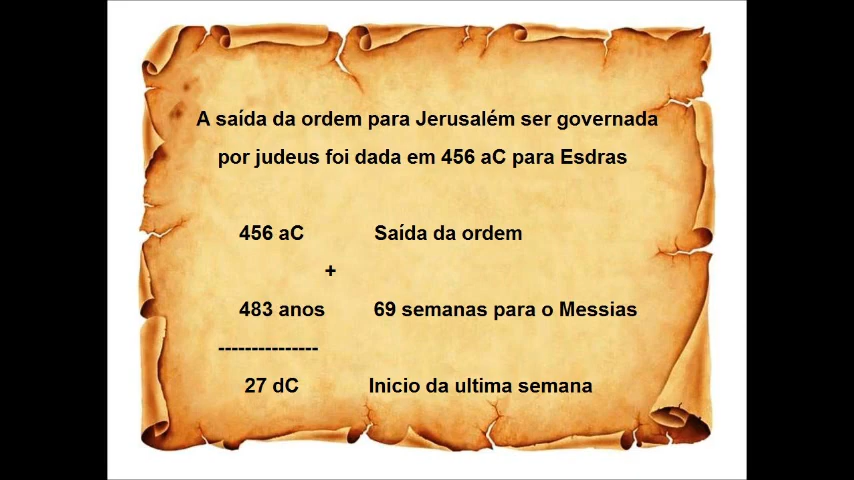 A saída da ordem para Jerusalém ser governada
por judeus foi dada em 456 aC para Esdras
456 aC Saída da ordem
+
483 anos 69 semanas para o Messias
---------------
27 dC Inicio da ultima semana